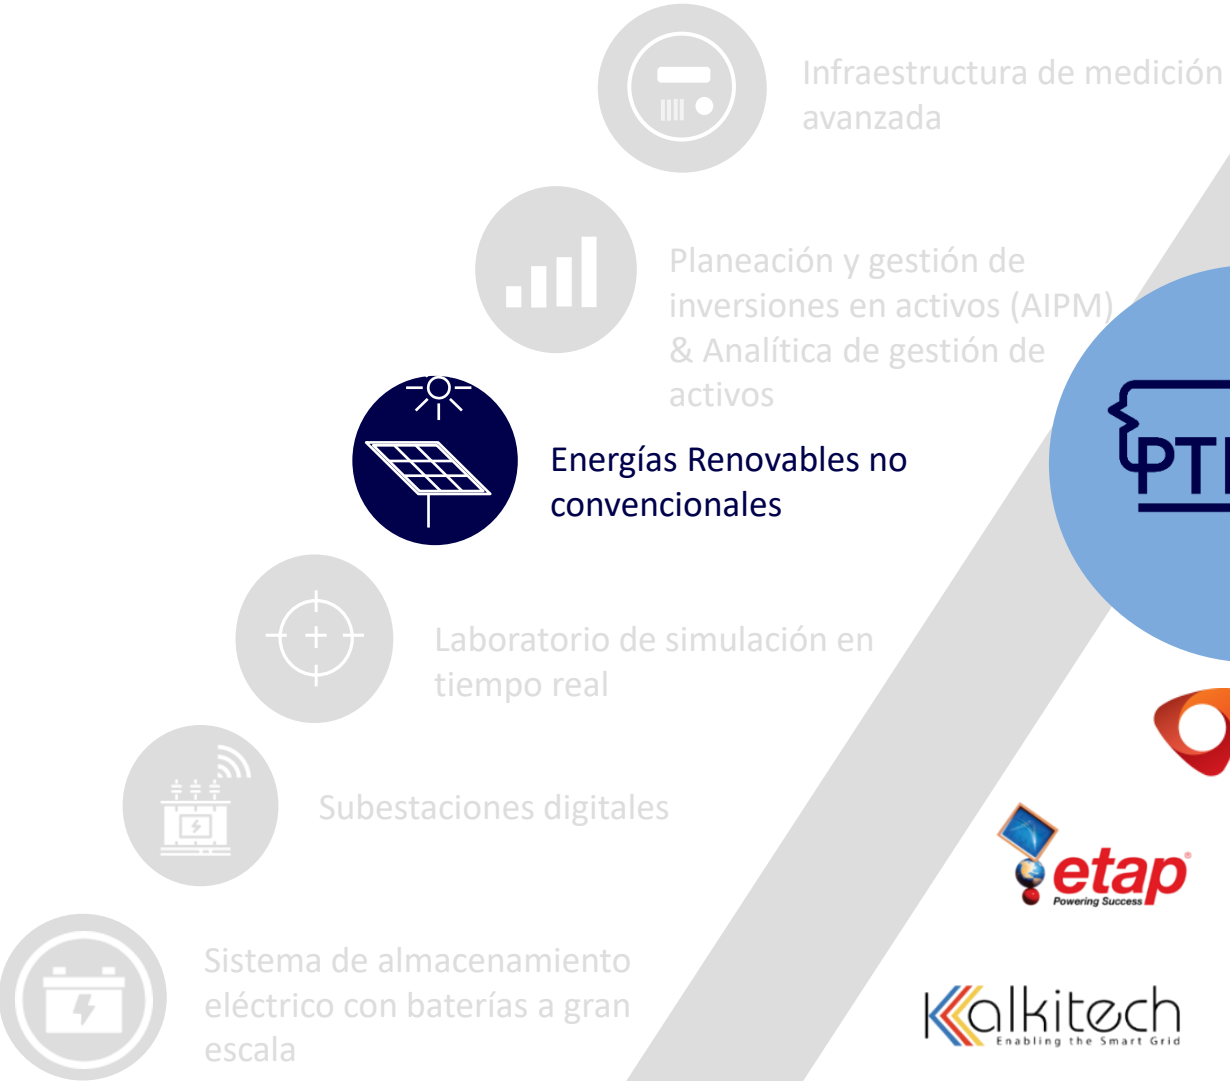 Infraestructura de medición
avanzada
Planeación y gestión de
inversiones en activos (AIPM)
& Analítica de gestión de
activos
Energías Renovables no
convencionales
Laboratorio de simulación en
tiempo real
Subestaciones digitales
Sistema de almacenamiento
eléctrico con baterías a gran
escala
etap®
Powering Success
Kalkitech
Enabling the Smart Grid